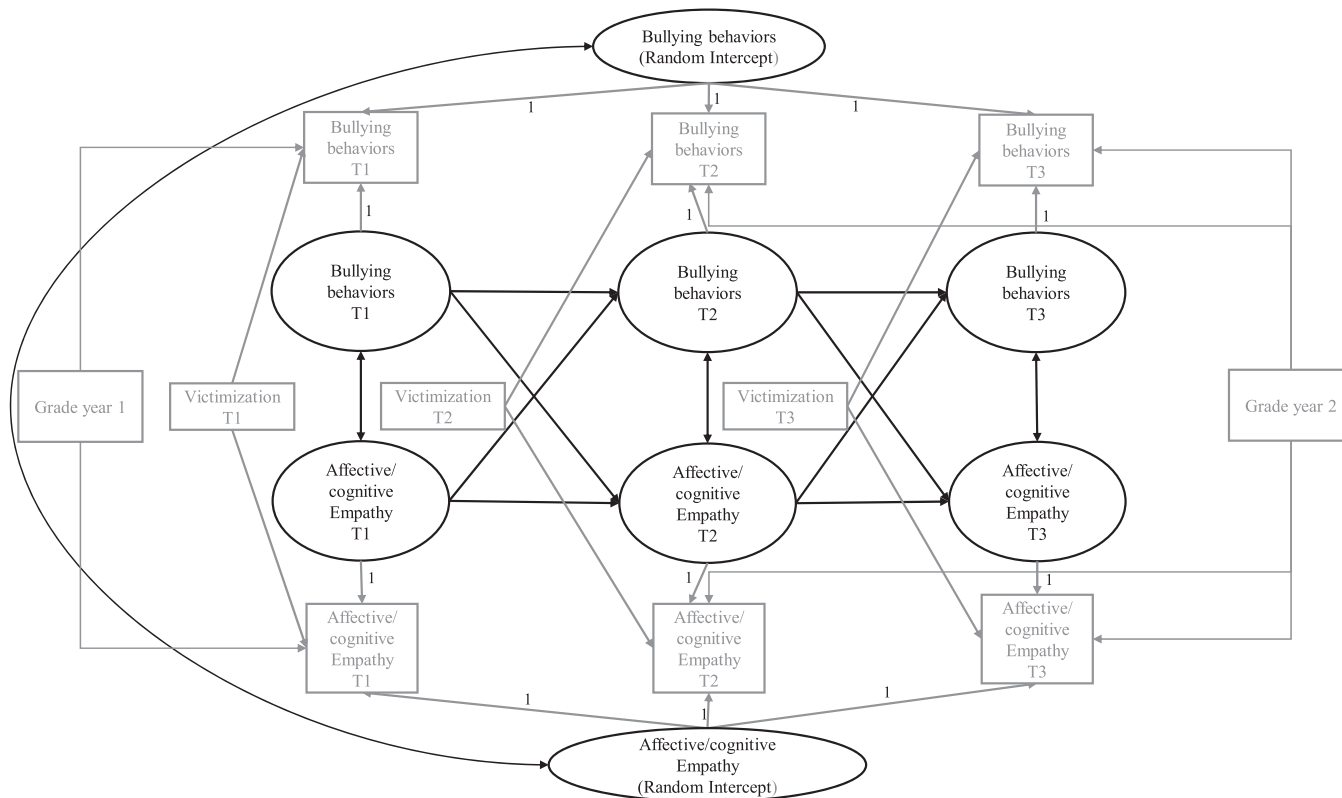 Bullying behaviors
(Random Intercept)
1
1
1
Bullying
behaviors
T1
Bullying
behaviors
T2
Bullying
behaviors
T3
1
1
1
Bullying
behaviors
T1
Bullying
behaviors
T2
Bullying
behaviors
T3
Grade year 1
Victimization
T1
Victimization
T2
Victimization
T3
Grade year 2
Affective/
cognitive
Empathy
T1
Affective/
cognitive
Empathy
T2
Affective/
cognitive
Empathy
T3
1
1
1
Affective/
cognitive
Empathy
T1
Affective/
cognitive
Empathy
T2
Affective/
cognitive
Empathy
T3
1
1
1
Affective/cognitive
Empathy
(Random Intercept)